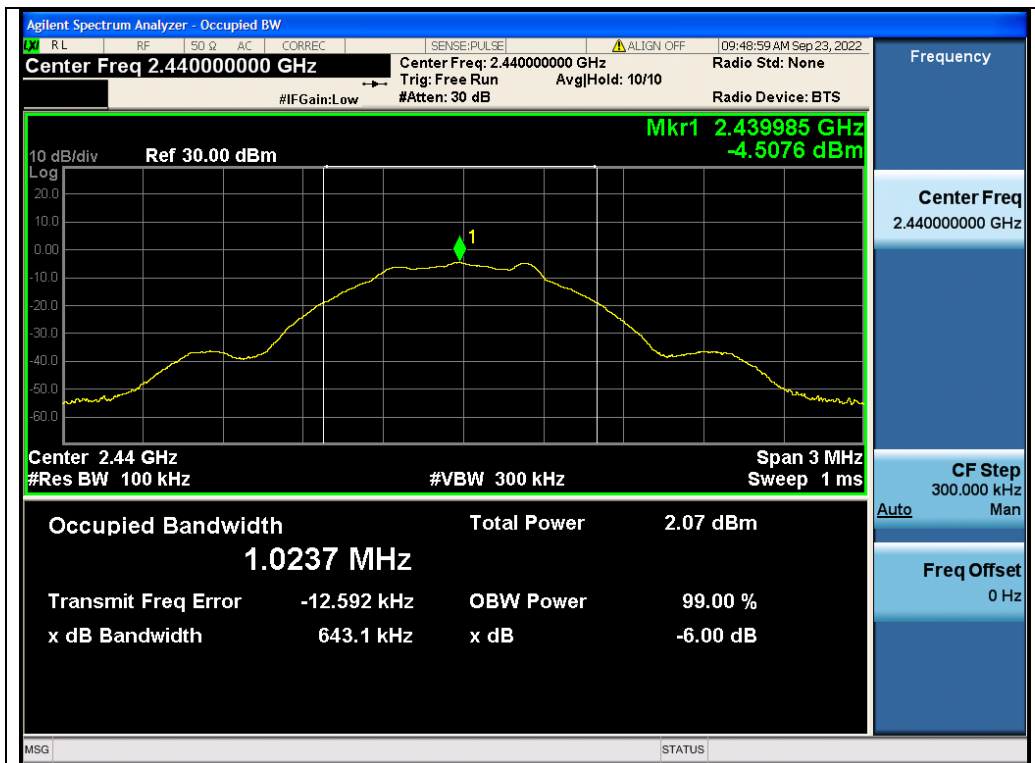 Agilent Spectrum Analyzer - Occupied BW
LXI RL RF 50 Ω AC CORREC SENSE:PULSE ALIGN OFF 09:48:59 AM Sep 23, 2022
Center Freq 2.440000000 GHz
Center Freq: 2.440000000 GHz Radio Std: None
Trig: Free Run Avg|Hold: 10/10
#IFGain:Low #Atten: 30 dB Radio Device: BTS
Mkr1 2.439985 GHz
-4.5076 dBm
10 dB/div Ref 30.00 dBm
Log
20.0
10.0
0.00
-10.0
-20.0
-30.0
-40.0
-50.0
-60.0
1
Center 2.44 GHz Span 3 MHz
#Res BW 100 kHz #VBW 300 kHz Sweep 1 ms
Occupied Bandwidth Total Power 2.07 dBm
1.0237 MHz
Transmit Freq Error -12.592 kHz OBW Power 99.00 %
x dB Bandwidth 643.1 kHz x dB -6.00 dB
MSG STATUS
Frequency
Center Freq
2.440000000 GHz
CF Step
300.000 kHz
Auto Man
Freq Offset
0 Hz